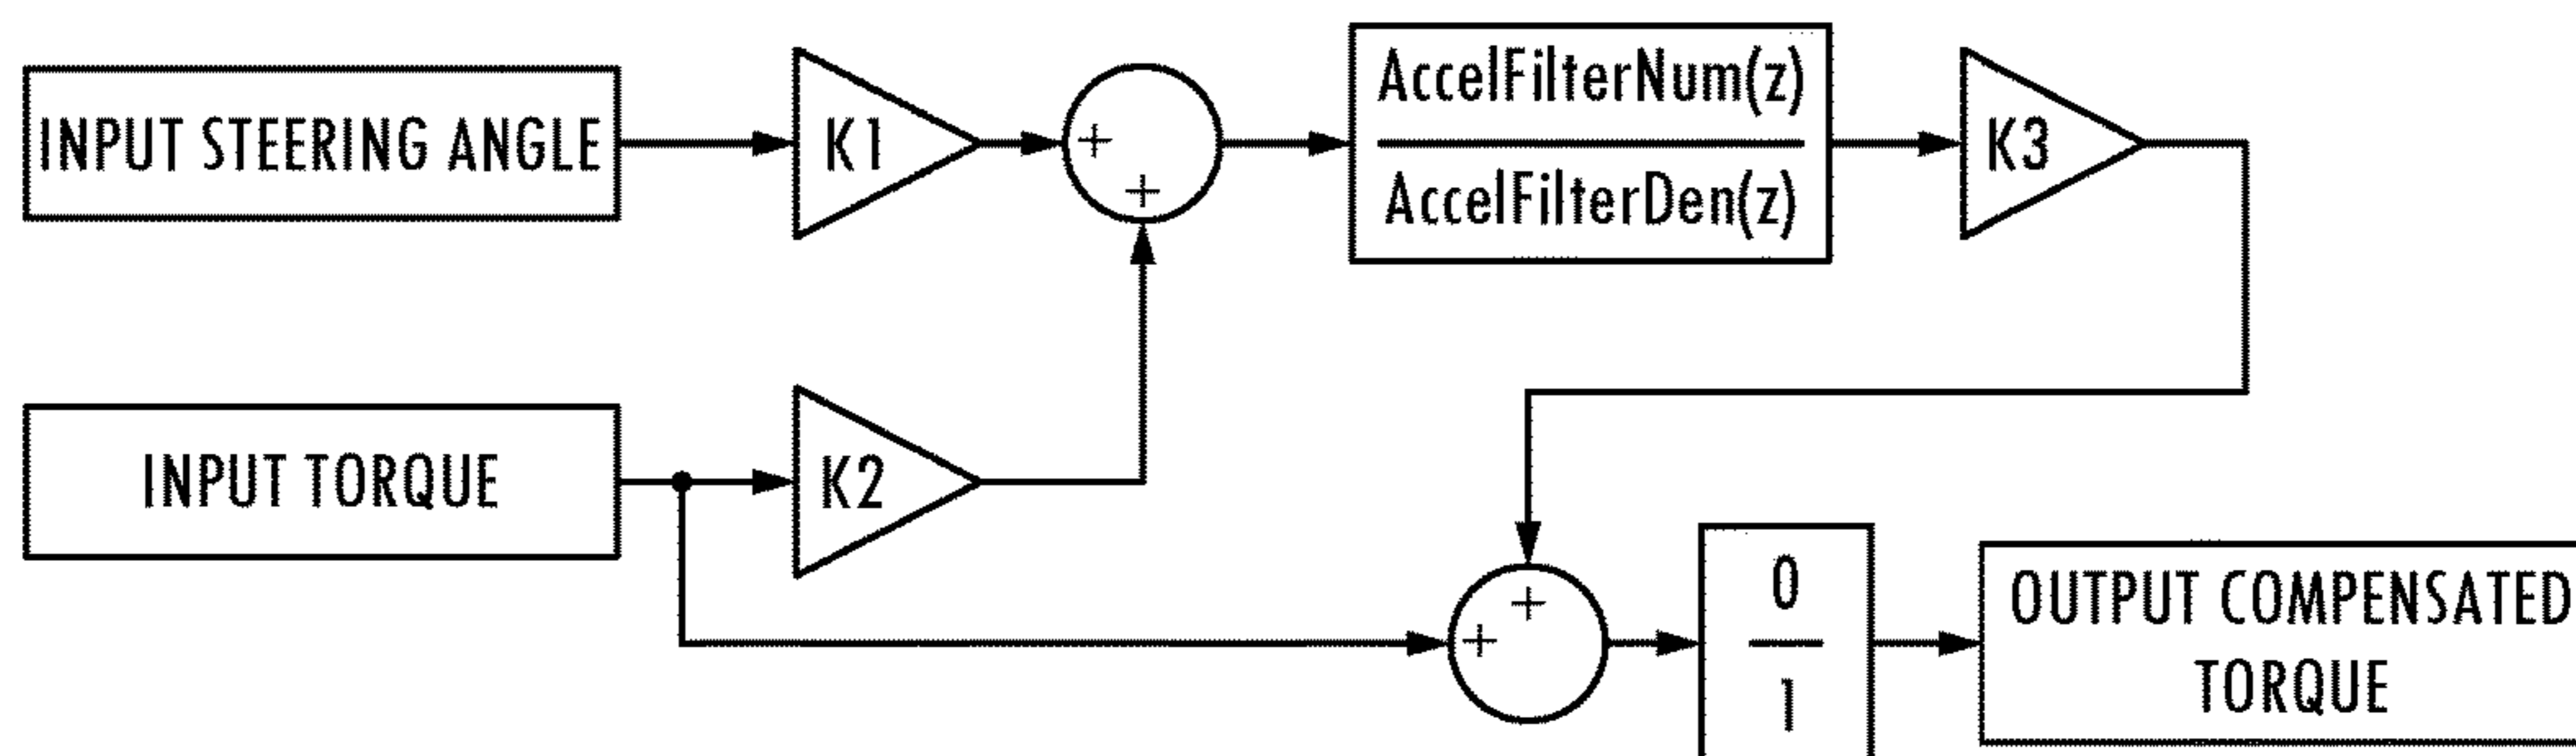 INPUT STEERING ANGLE
K1
+
+
AccelFilterNum(z)
AccelFilterDen(z)
K3
INPUT TORQUE
K2
+
+
0
1
OUTPUT COMPENSATED
TORQUE